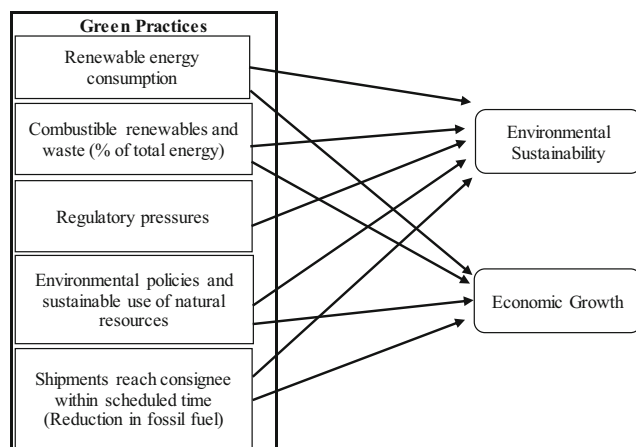 Green Practices
Renewable energy
consumption
Combustible renewables and
waste (% of total energy)
Regulatory pressures
Environmental policies and
sustainable use of natural
resources
Shipments reach consignee
within scheduled time
(Reduction in fossil fuel)
Environmental
Sustainability
Economic Growth